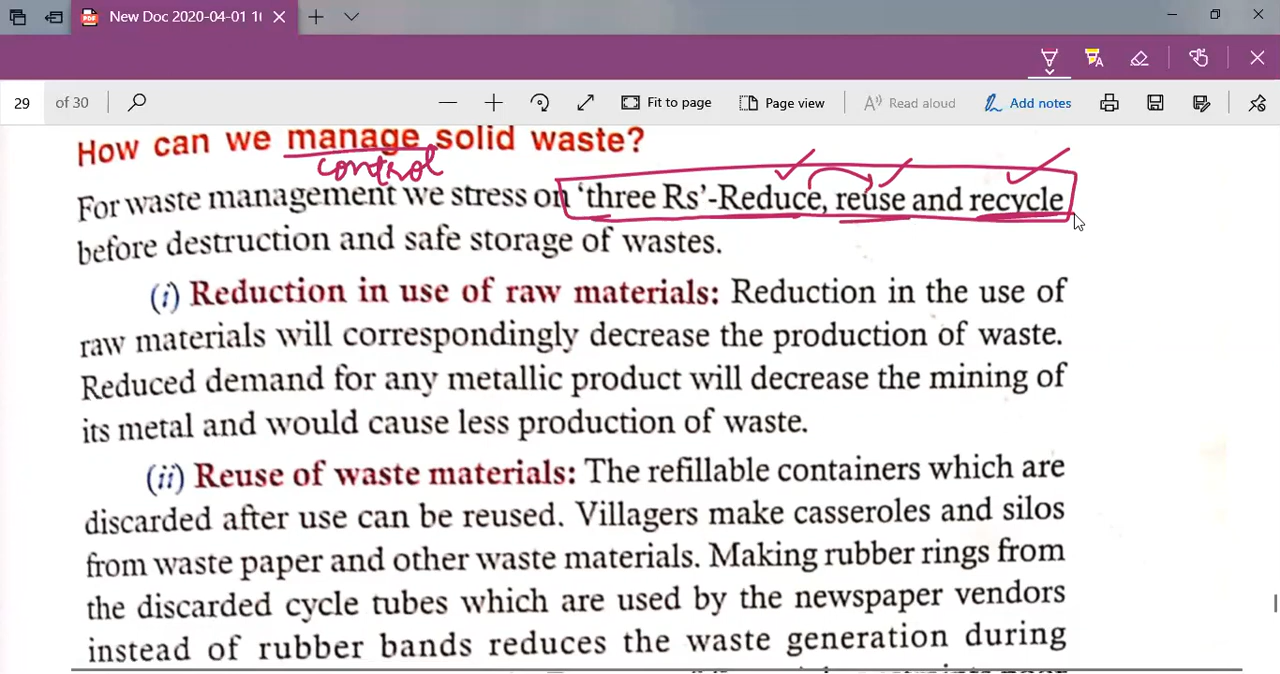 New Doc 2020-04-01 1
29 of 30
Fit to page
Page view
Read aloud
Add notes
How can we manage solid waste?
control
For waste management we stress on ‘three Rs’-Reduce, reuse and recycle
before destruction and safe storage of wastes.
(i) Reduction in use of raw materials: Reduction in the use of
raw materials will correspondingly decrease the production of waste.
Reduced demand for any metallic product will decrease the mining of
its metal and would cause less production of waste.
(ii) Reuse of waste materials: The refillable containers which are
discarded after use can be reused. Villagers make casseroles and silos
from waste paper and other waste materials. Making rubber rings from
the discarded cycle tubes which are used by the newspaper vendors
instead of rubber bands reduces the waste generation during